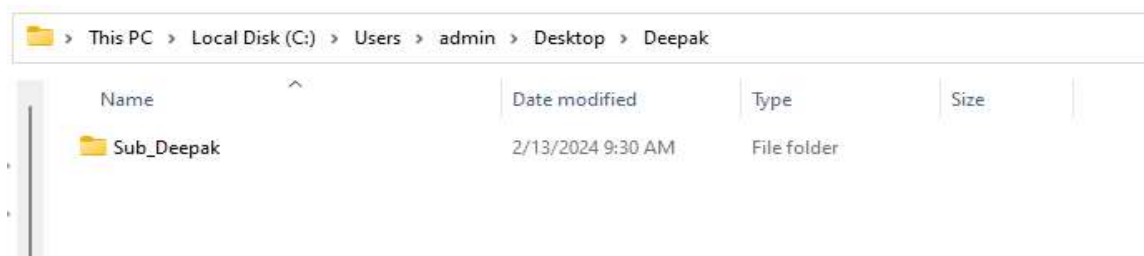 This PC > Local Disk (C:) > Users > admin > Desktop > Deepak
Name Date modified Type Size
Sub_Deepak 2/13/2024 9:30 AM File folder